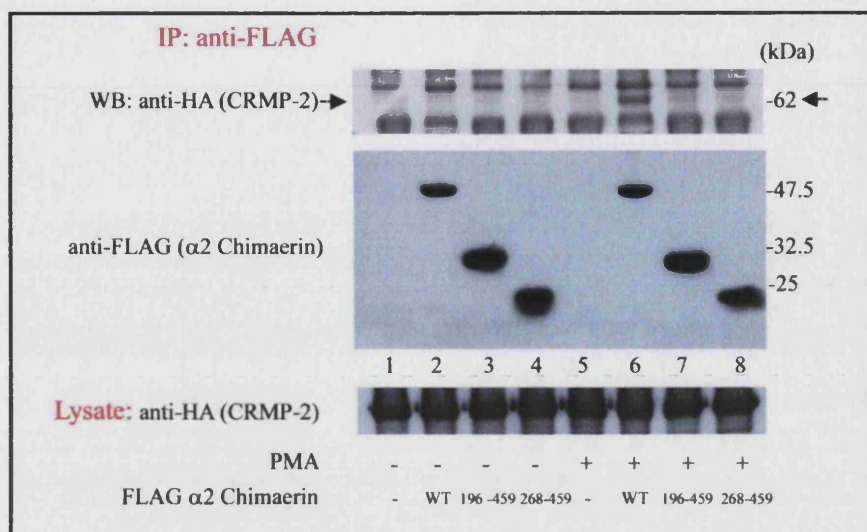 IP: anti-FLAG
(kDa)
WB: anti-HA (CRMP-2)
-62
-47.5
anti-FLAG (α2 Chimaerin)
-32.5
-25
1 2 3 4 5 6 7 8
Lysate: anti-HA (CRMP-2)
PMA - - - - + + + +
FLAG α2 Chimaerin - WT 196-459 268-459 - WT 196-459 268-459